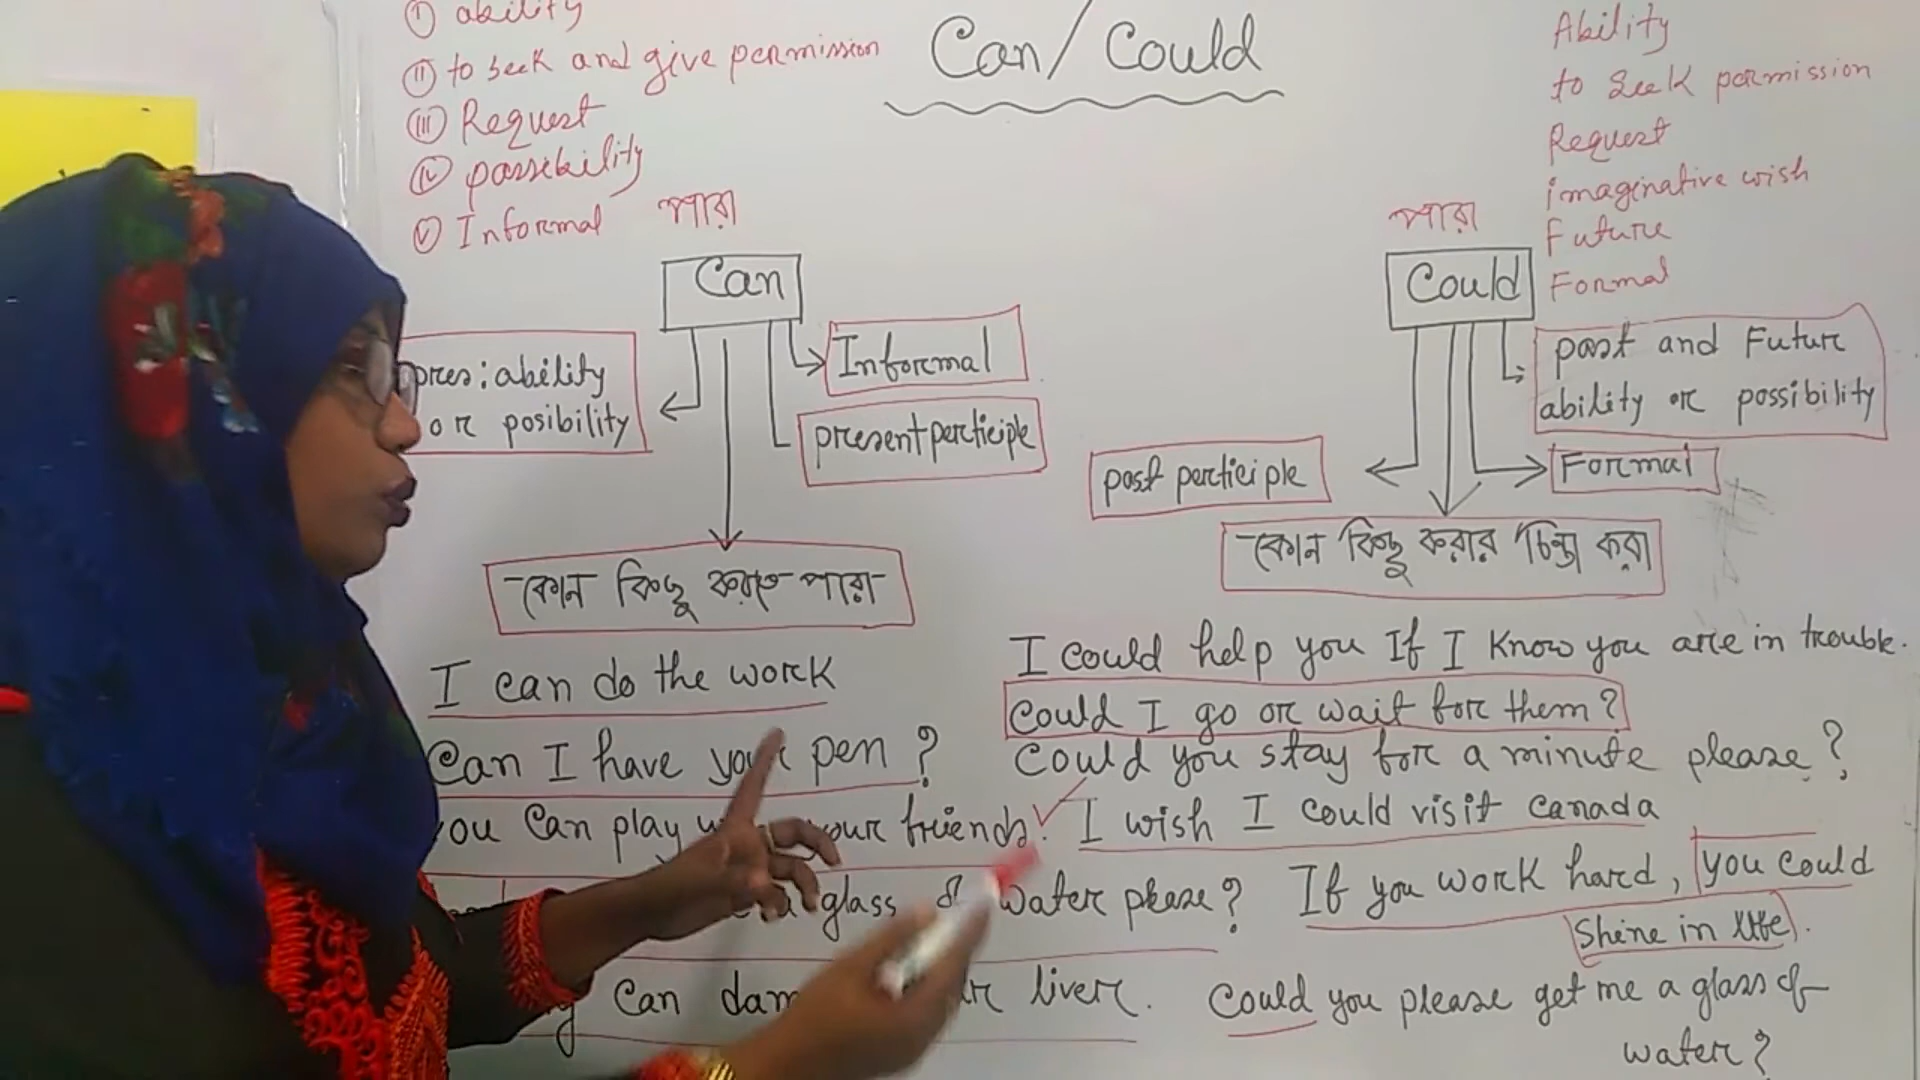 Can/Could
① ability
② to seek and give permission
③ Request
④ possibility
⑤ Informal
পারা
Can
pres: ability
or posibility
Informal
present perticiple
কোন কিছু করতে পারা
I can do the work
Can I have your pen?
you can play your friends.
glass of water please?
can liver.
Ability
to seek permission
Request
imaginative wish
Future
Formal
পারা
Could
past and Future
ability or possibility
Formal
past perticiple
কোন কিছু করার চিন্তা করা
I could help you If I know you are in trouble.
Could I go or wait for them?
Could you stay for a minute please?
I wish I could visit canada
If you work hard, you could
shine in life.
Could you please get me a glass of
water?